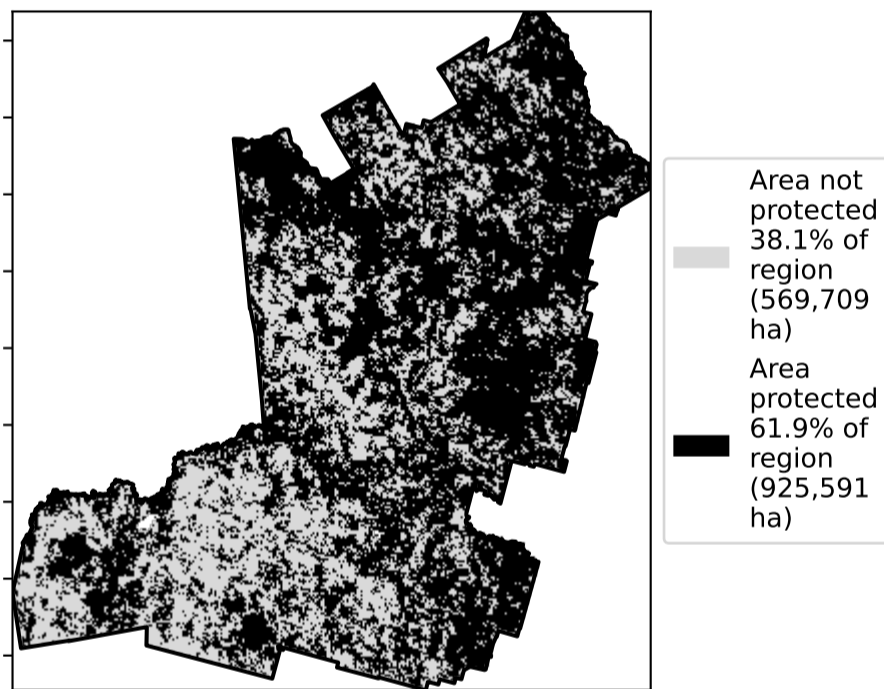 Area not
protected
38.1% of
region
(569,709
ha)
Area
protected
61.9% of
region
(925,591
ha)